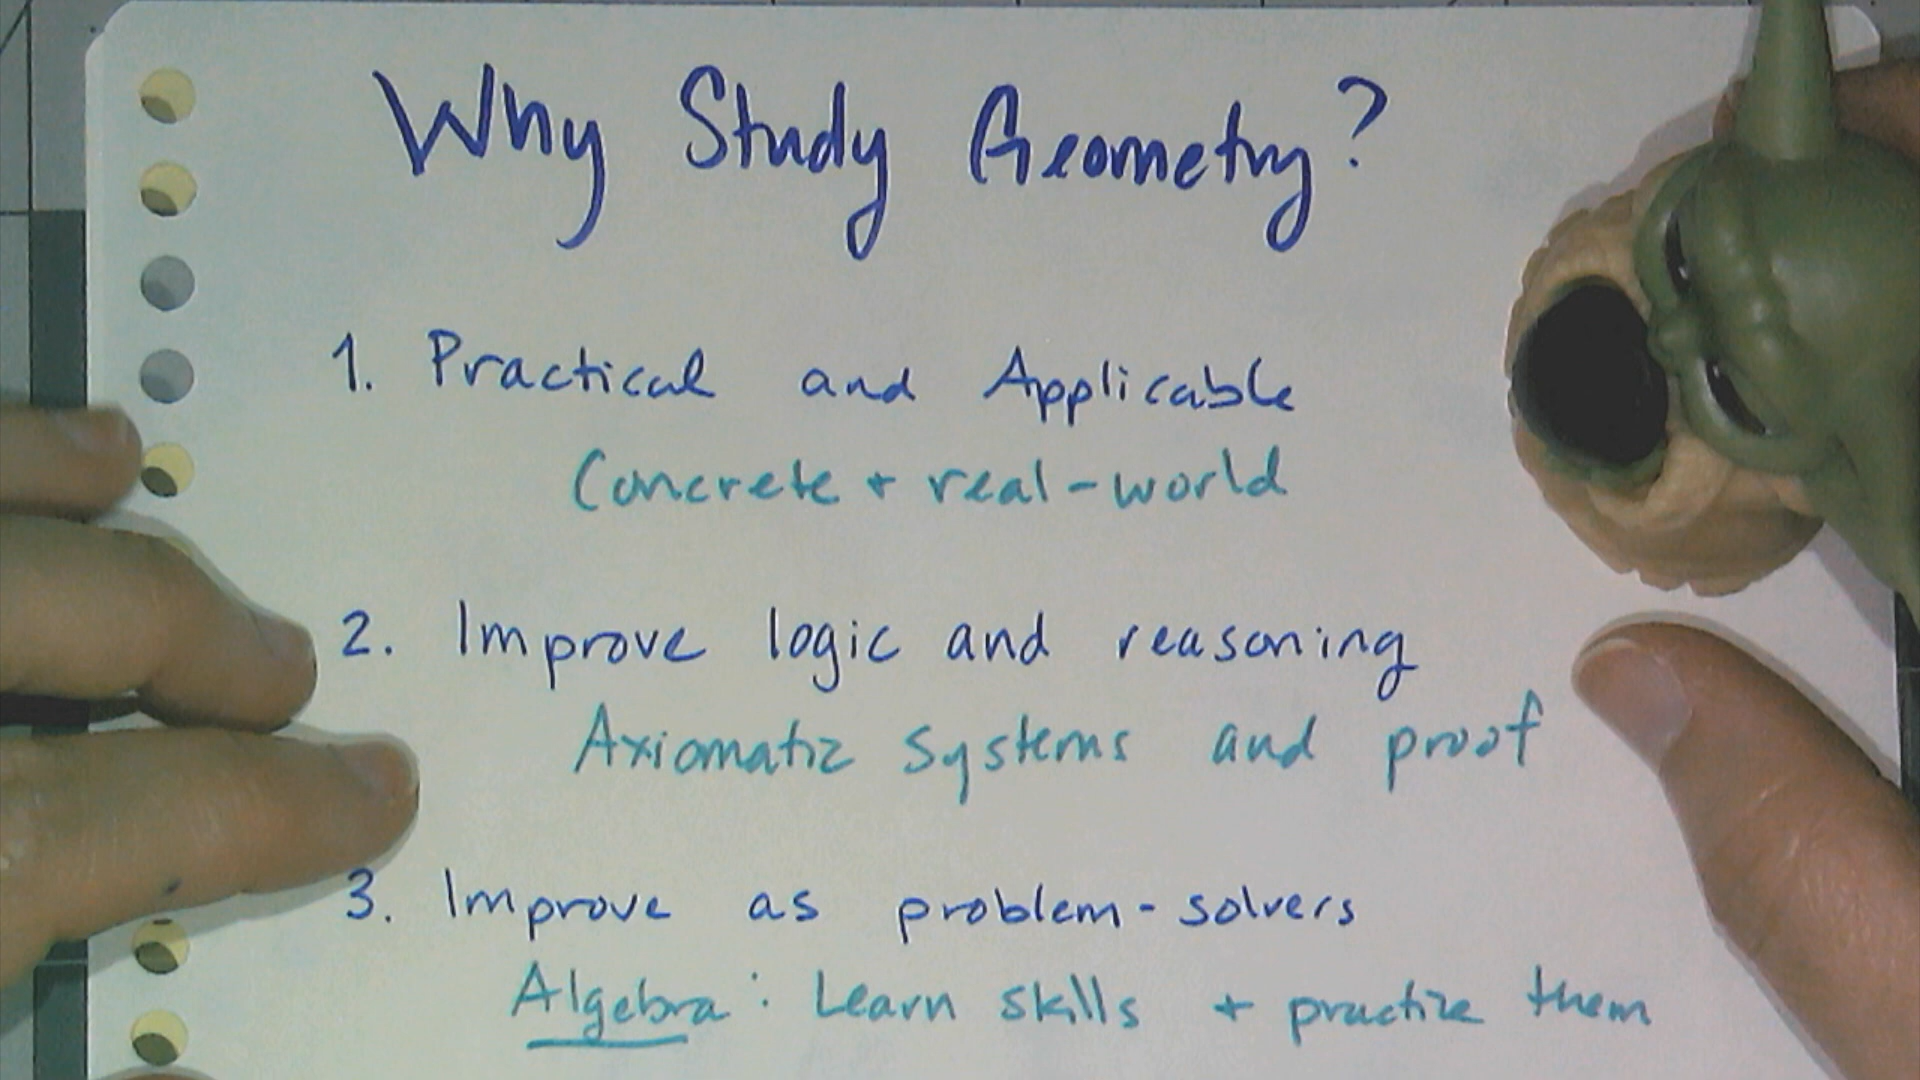 Why Study Geometry?
1. Practical and Applicable
Concrete + real-world
2. Improve logic and reasoning
Axiomatic systems and proof
3. Improve as problem-solvers
Algebra: Learn skills + practice them